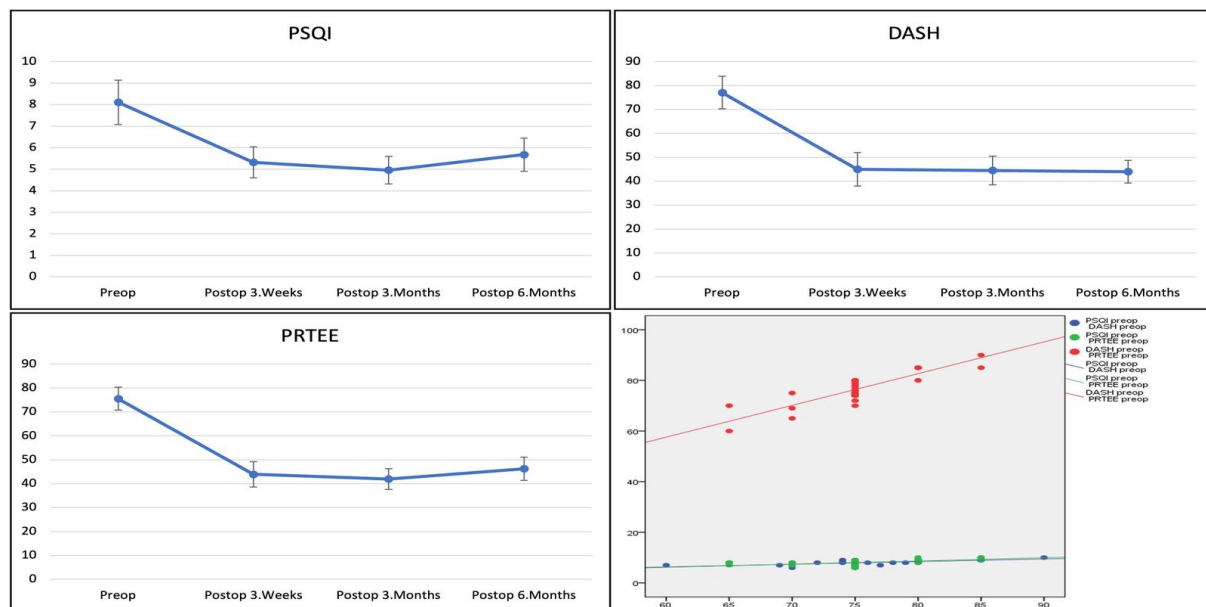 PSQI
10
9
8
7
6
5
4
3
2
1
0
Preop Postop 3.Weeks Postop 3.Months Postop 6.Months
DASH
90
80
70
60
50
40
30
20
10
0
Preop Postop 3.Weeks Postop 3.Months Postop 6.Months
PRTEE
90
80
70
60
50
40
30
20
10
0
Preop Postop 3.Weeks Postop 3.Months Postop 6.Months
100
80
60
40
20
0
60 65 70 75 80 85 90
PSQI preop
DASH preop
PSQI preop
PRTEE preop
DASH preop
PRTEE preop
PSQI preop
DASH preop
PSQI preop
PRTEE preop
DASH preop
PRTEE preop